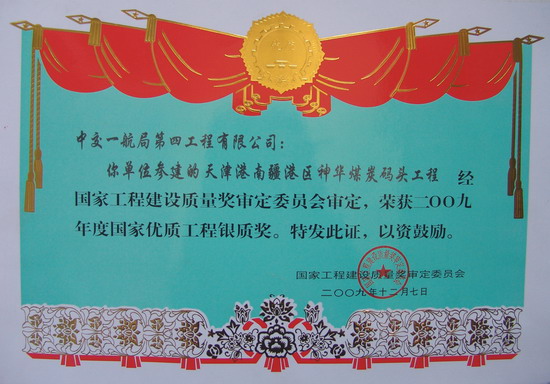 中交一航局第四工程有限公司：
你单位参建的天津港南疆港区神华煤炭码头工程 经
国家工程建设质量奖审定委员会审定，荣获二〇〇九
年度国家优质工程银质奖。特发此证，以资鼓励。
国家工程建设质量奖审定委员会
二〇〇九年十二月七日